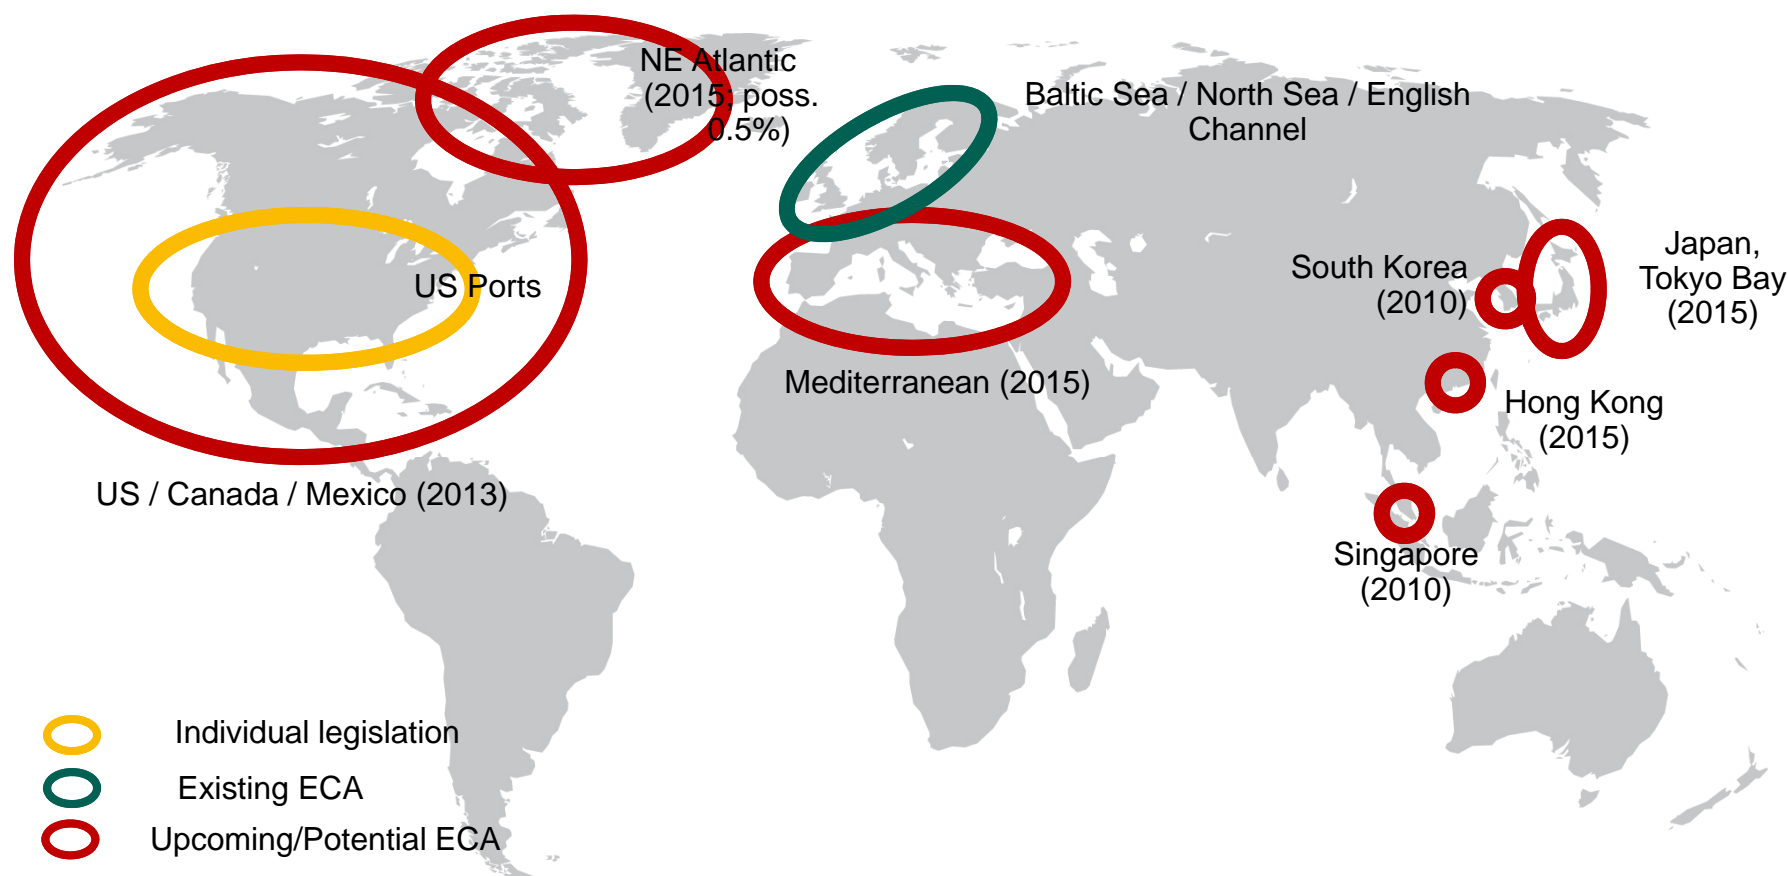 NE Atlantic
(2015; poss.
0.5%)
Baltic Sea / North Sea / English
Channel
US Ports
South Korea
(2010)
Japan,
Tokyo Bay
(2015)
Mediterranean (2015)
Hong Kong
(2015)
US / Canada / Mexico (2013)
Singapore
(2010)
Individual legislation
Existing ECA
Upcoming/Potential ECA